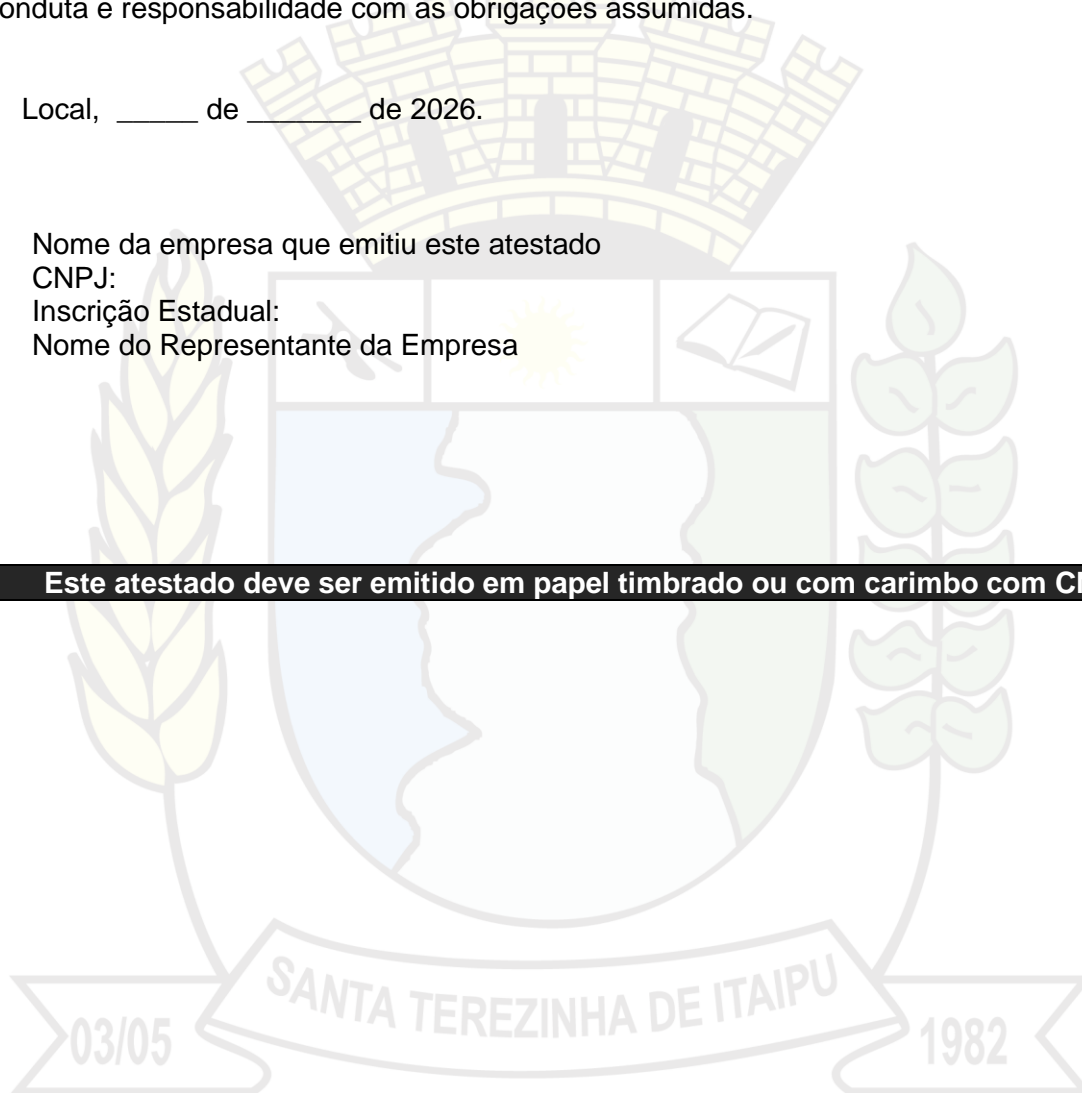 onduta e responsabilidade com as obrigações assumidas.
Local, _____ de _______ de 2026.
Nome da empresa que emitiu este atestado
CNPJ:
Inscrição Estadual:
Nome do Representante da Empresa
Este atestado deve ser emitido em papel timbrado ou com carimbo com
SANTA TEREZINHA DE ITAIPU
03/05
1982